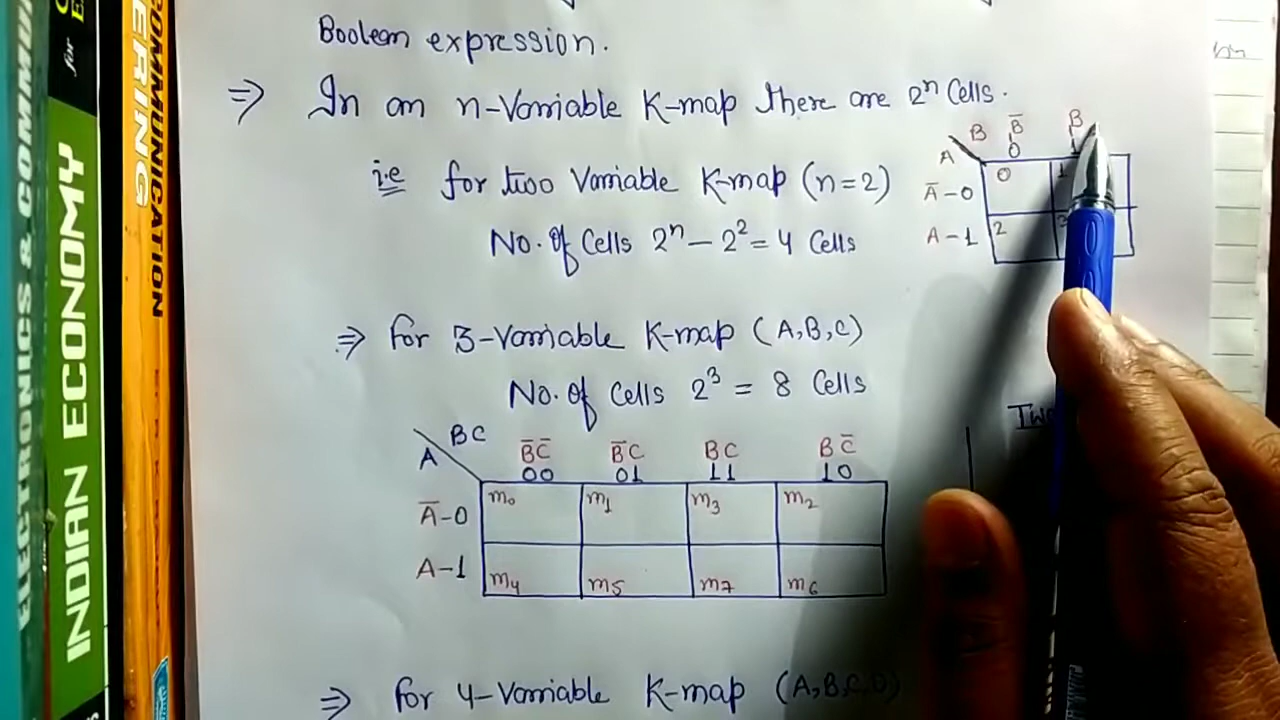 Boolean expression.
⇒ In an n-Variable K-map there are 2ⁿ Cells.
i.e for two Variable K-map (n=2)
No. of Cells 2ⁿ – 2² = 4 Cells
B B̅ B
A 0 1
A̅-0 0 1
A-1 2
⇒ for 3-Variable K-map (A,B,C)
No. of Cells 2³ = 8 Cells
BC B̅C̅ B̅C BC BC̅
A 00 01 11 10
A̅-0 m₀ m₁ m₃ m₂
A-1 m₄ m₅ m₇ m₆
⇒ for 4-Variable K-map (A,B,C,D)
ELECTRONICS &
for
INDIAN ECONOMY
COMMUNICATION
ERING